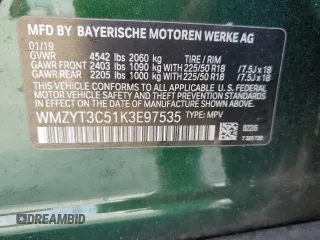 MFD BY BAYERISCHE MOTOREN WERKE AG
01/19
GVWR 4542 lbs 2060 kg TIRE / RIM
GAWR FRONT 2403 lbs 1090 kg WITH 225/50 R18 /7.5J x 18
GAWR REAR 2205 lbs 1000 kg WITH 225/50 R18 /7.5J x 18
THIS VEHICLE CONFORMS TO ALL APPLICABLE U.S. FEDERAL
MOTOR VEHICLE SAFETY, BUMPER, AND THEFT PREVENTION
STANDARDS IN EFFECT ON THE DATE OF MANUFACTURE SHOWN ABOVE.
WMZYT3C51K3E97535 TYPE: MPV
DREAMBID